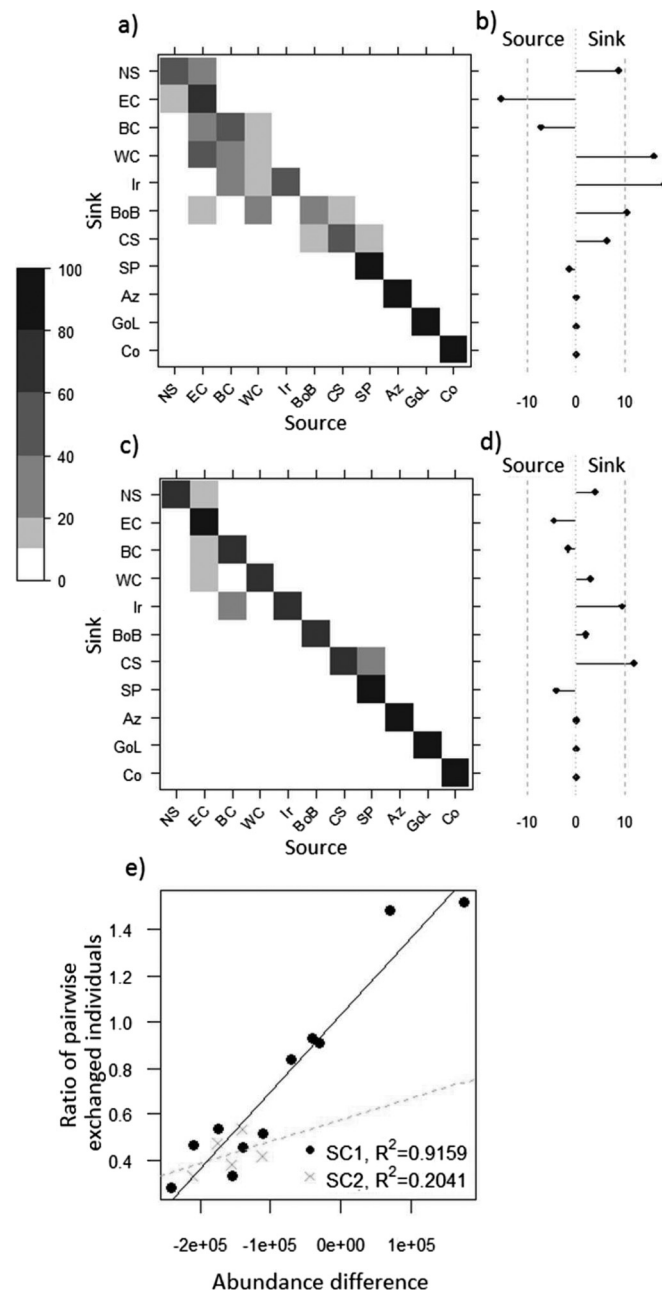 a)
b)
Source Sink
NS
EC
BC
WC
Ir
BoB
CS
SP
Az
GoL
Co
Sink
NS EC BC WC Ir BoB CS SP Az GoL Co
Source
-10 0 10
100
80
60
40
20
0
c)
d)
Source Sink
NS
EC
BC
WC
Ir
BoB
CS
SP
Az
GoL
Co
Sink
NS EC BC WC Ir BoB CS SP Az GoL Co
Source
-10 0 10
e)
Ratio of pairwise
exchanged individuals
1.4
1.2
1.0
0.8
0.6
0.4
SC1, R²=0.9159
SC2, R²=0.2041
-2e+05 -1e+05 0e+00 1e+05
Abundance difference